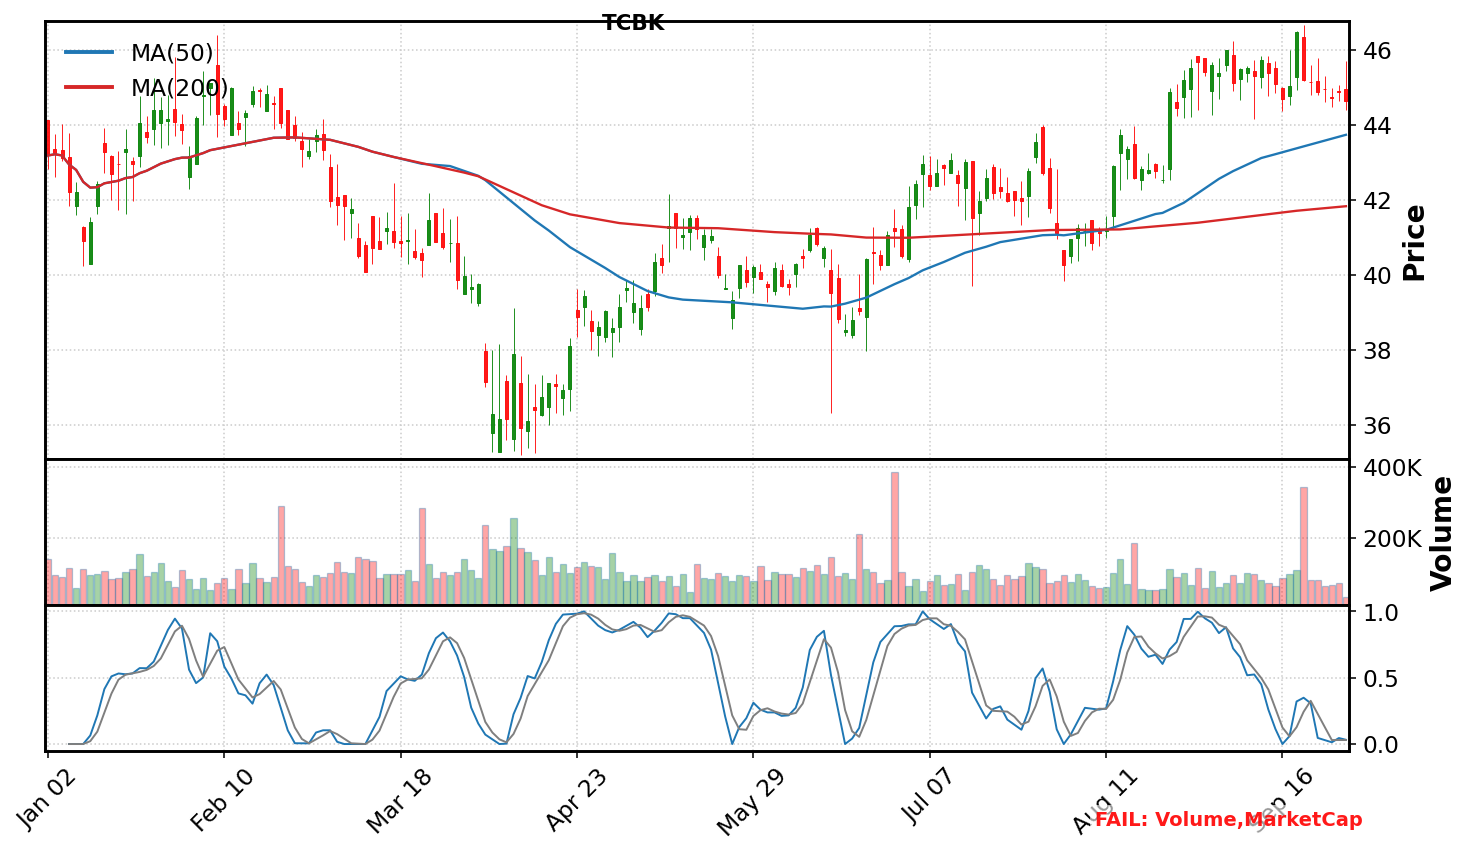 TCBK
MA(50)
MA(200)
46
44
42
40
38
36
Price
400K
200K
Volume
1.0
0.5
0.0
Jan 02
Feb 10
Mar 18
Apr 23
May 29
Jul 07
Aug 11
Sep 16
FAIL: Volume,MarketCap